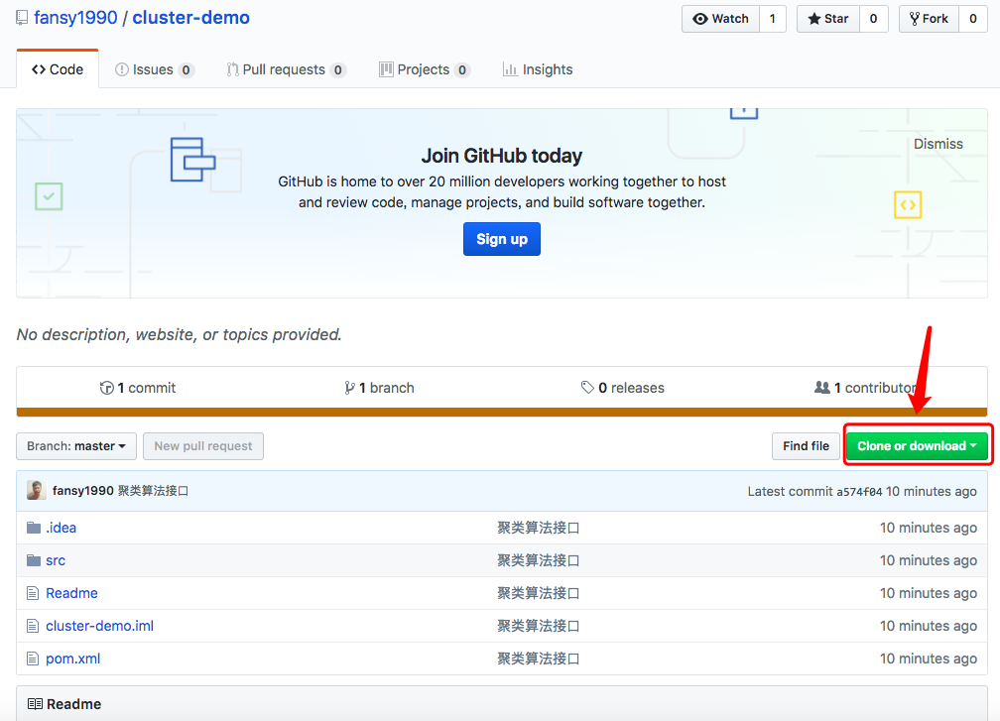 fansy1990 / cluster-demo
Watch 1 Star 0 Fork 0
Code Issues 0 Pull requests 0 Projects 0 Insights
Dismiss
Join GitHub today
GitHub is home to over 20 million developers working together to host
and review code, manage projects, and build software together.
Sign up
No description, website, or topics provided.
1 commit 1 branch 0 releases 1 contributor
Branch: master New pull request Find file Clone or download
fansy1990 聚类算法接口 Latest commit a574f04 10 minutes ago
.idea 聚类算法接口 10 minutes ago
src 聚类算法接口 10 minutes ago
Readme 聚类算法接口 10 minutes ago
cluster-demo.iml 聚类算法接口 10 minutes ago
pom.xml 聚类算法接口 10 minutes ago
Readme